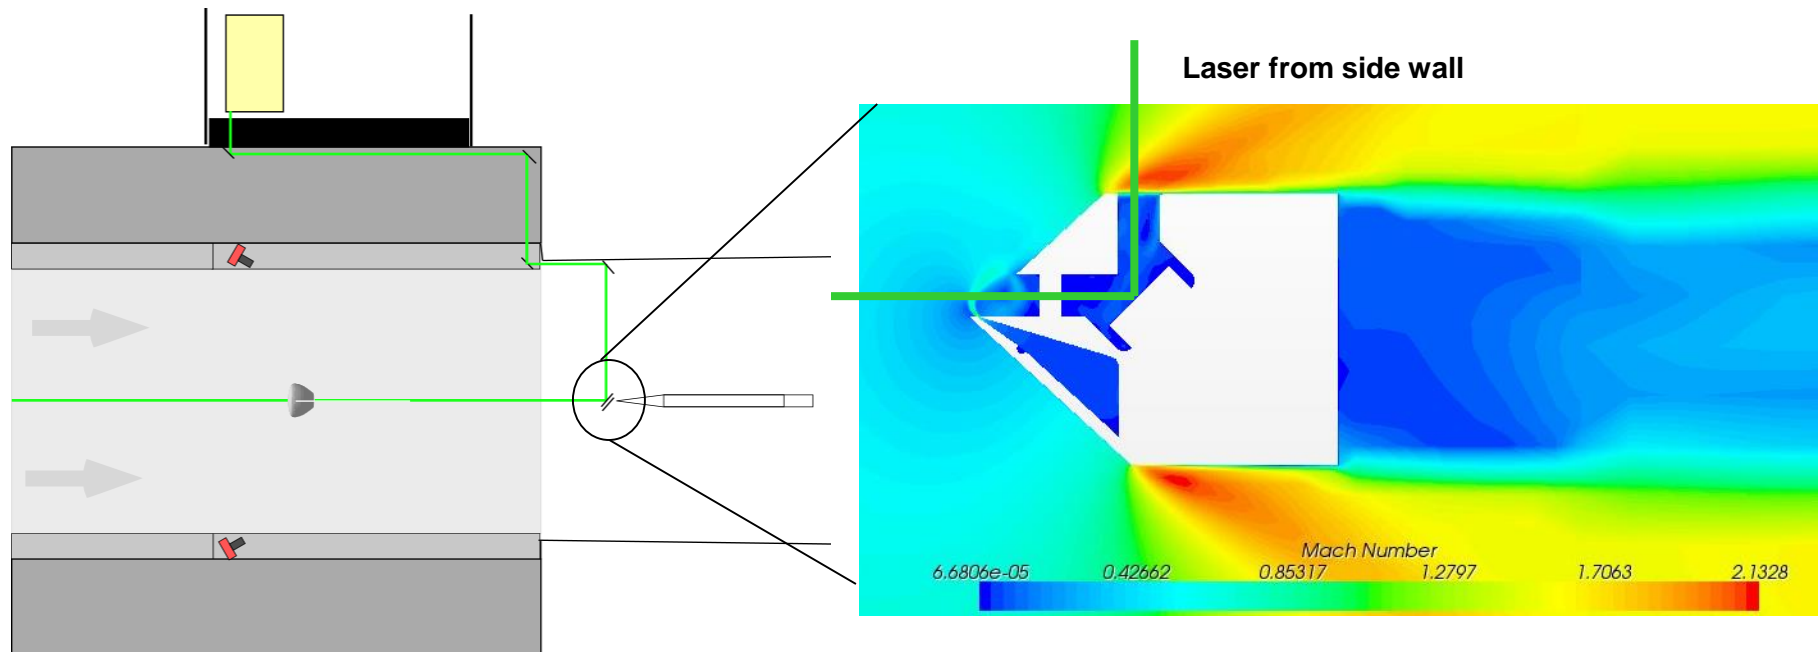 Laser from side wall
Mach Number
6.6806e-05 0.42662 0.85317 1.2797 1.7063 2.1328